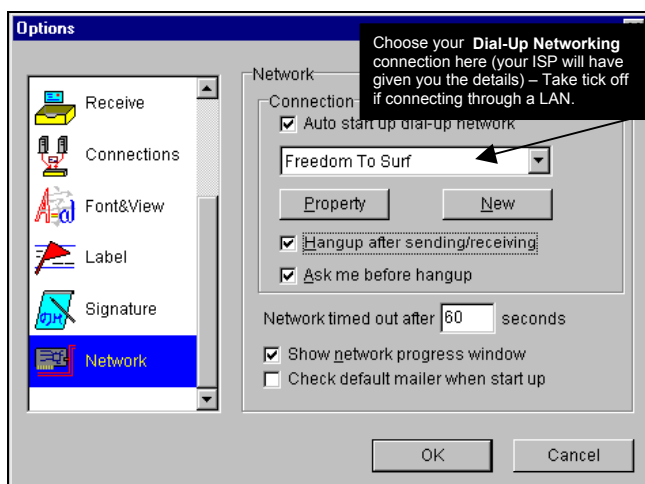 Options
Choose your Dial-Up Networking
connection here (your ISP will have
given you the details) – Take tick off
if connecting through a LAN.
Receive
Connections
Font&View
Label
Signature
Network
Network
Connection
Auto start up dial-up network
Freedom To Surf
Property
New
Hangup after sending/receiving
Ask me before hangup
Network timed out after 60 seconds
Show network progress window
Check default mailer when start up
OK
Cancel